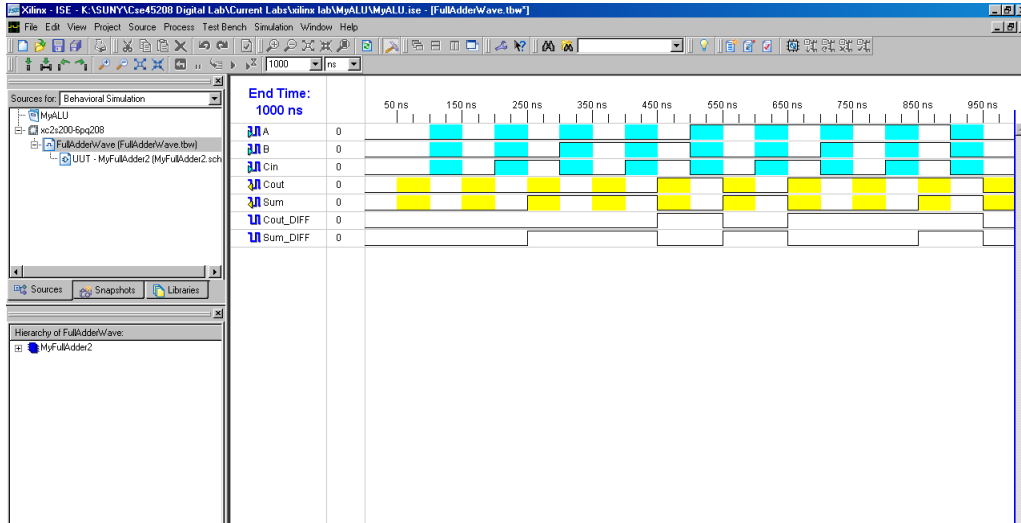 Xilinx - ISE - K:\SUNY\Cse45208 Digital Lab\Current Labs\xilinx lab\MyALU\MyALU.ise - [FullAdderWave.tbw*]
File Edit View Project Source Process Test Bench Simulation Window Help
1000 ns
Sources for: Behavioral Simulation
MyALU
xc2s200-6pq208
FullAdderWave (FullAdderWave.tbw)
UUT - MyFullAdder2 (MyFullAdder2.sch
Sources Snapshots Libraries
Hierarchy of FullAdderWave:
MyFullAdder2
End Time:
1000 ns
50 ns 150 ns 250 ns 350 ns 450 ns 550 ns 650 ns 750 ns 850 ns 950 ns
A 0
B 0
Cin 0
Cout 0
Sum 0
Cout_DIFF 0
Sum_DIFF 0